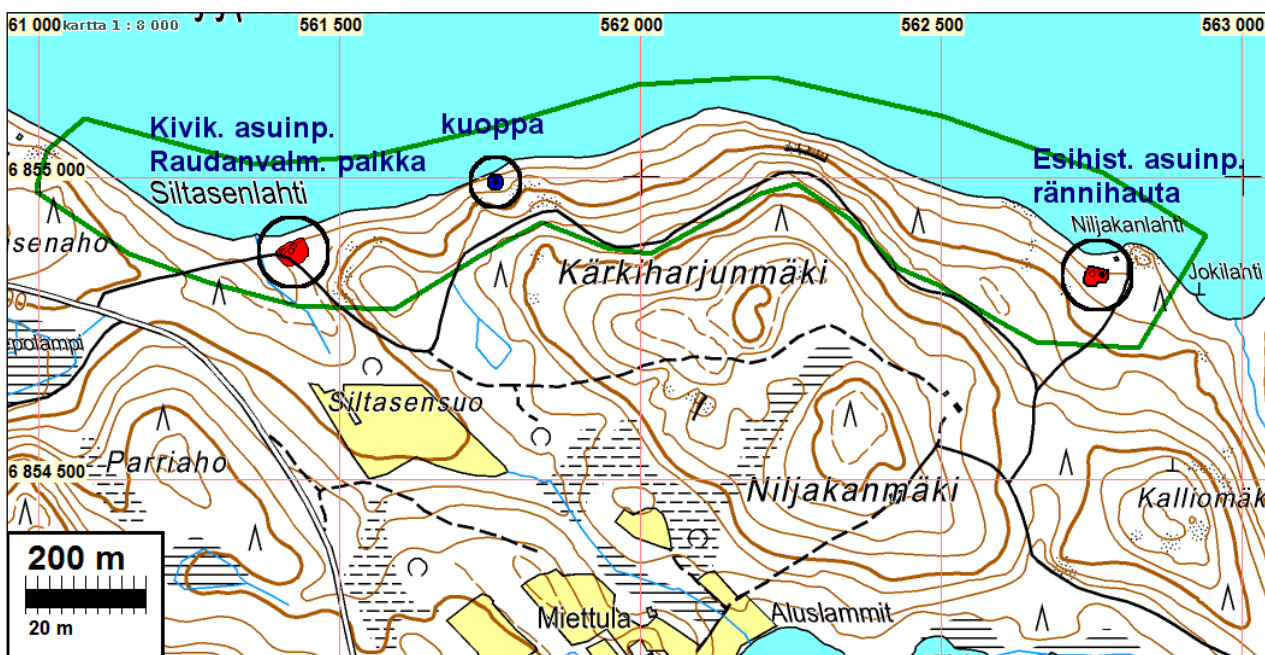 61 000
561 500
562 000
562 500
563 000
kartta 1 : 8 000
Kivik. asuinp.
Raudanvalm. paikka
Siltasenlahti
kuoppa
Esihist. asuinp.
rännihauta
Niljakanlahti
Jokilahti
6 855 000
senaho
Kärkiharjunmäki
polampi
Siltasensuo
Parriaho
6 854 500
Niljakanmäki
Kalliomäk
200 m
20 m
Miettula
Aluslammit